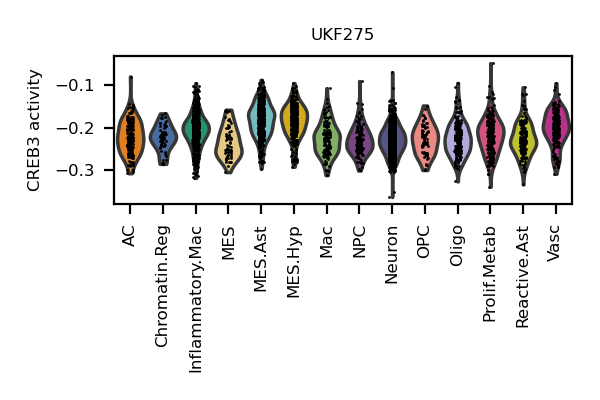 UKF275
CREB3 activity
−0.1
−0.2
−0.3
AC
Chromatin.Reg
Inflammatory.Mac
MES
MES.Ast
MES.Hyp
Mac
NPC
Neuron
OPC
Oligo
Prolif.Metab
Reactive.Ast
Vasc